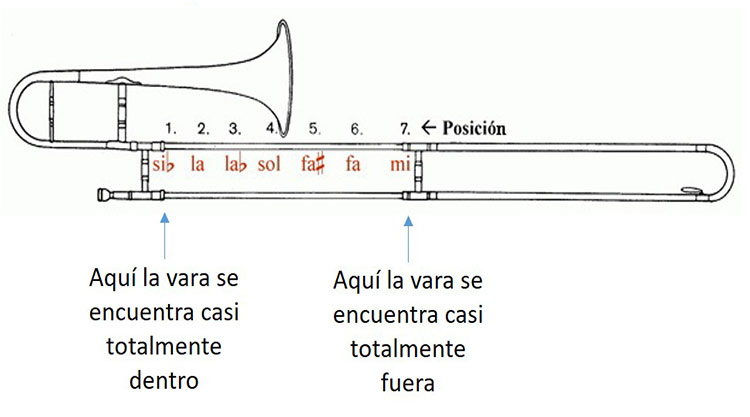 1. 2. 3. 4. 5. 6. 7. ← Posición
si♭ la la♭ sol fa♯ fa mi
Aquí la vara se
encuentra casi
totalmente
dentro
Aquí la vara se
encuentra casi
totalmente
fuera